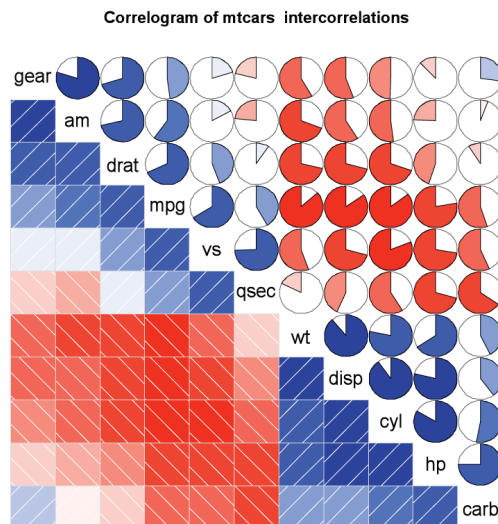 Correlogram of mtcars intercorrelations
gear
am
drat
mpg
vs
qsec
wt
disp
cyl
hp
carb